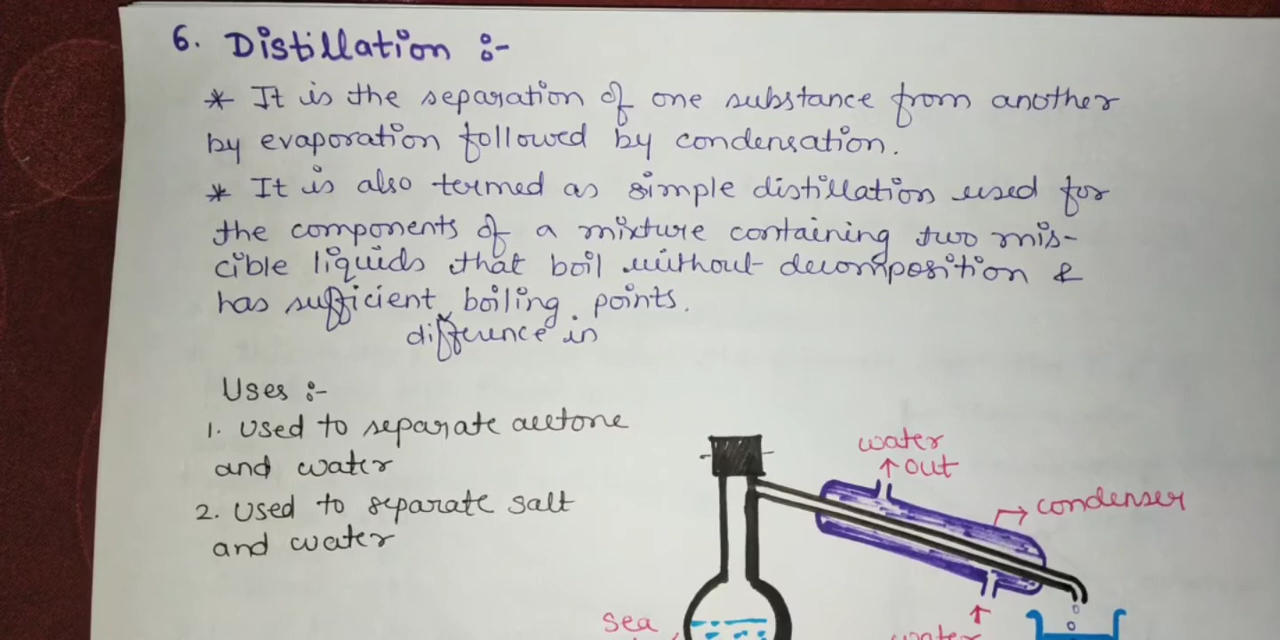 6. Distillation :-
* It is the separation of one substance from another
by evaporation followed by condensation.
* It is also termed as simple distillation used for
the components of a mixture containing two mis-
cible liquids that boil without decomposition &
has sufficient boiling points.
difference in
Uses :-
1. Used to separate acetone
and water
2. Used to separate salt
and water
water
↑ out
condenser
sea
water